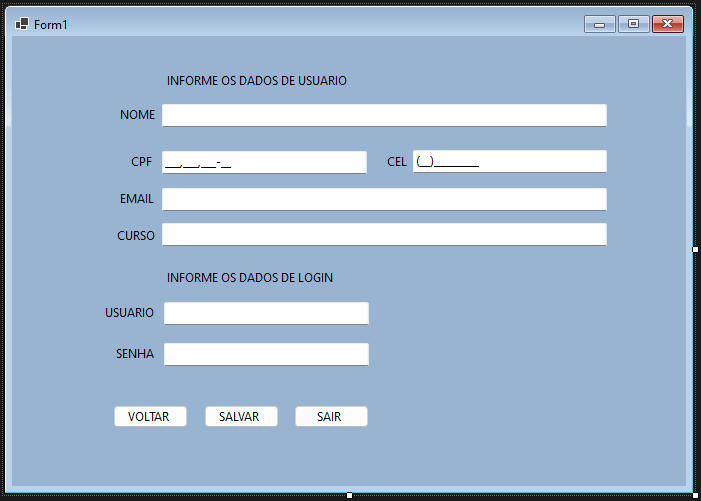 Form1
INFORME OS DADOS DE USUARIO
NOME
CPF ___,___,___-__ CEL (__)_________
EMAIL
CURSO
INFORME OS DADOS DE LOGIN
USUARIO
SENHA
VOLTAR SALVAR SAIR